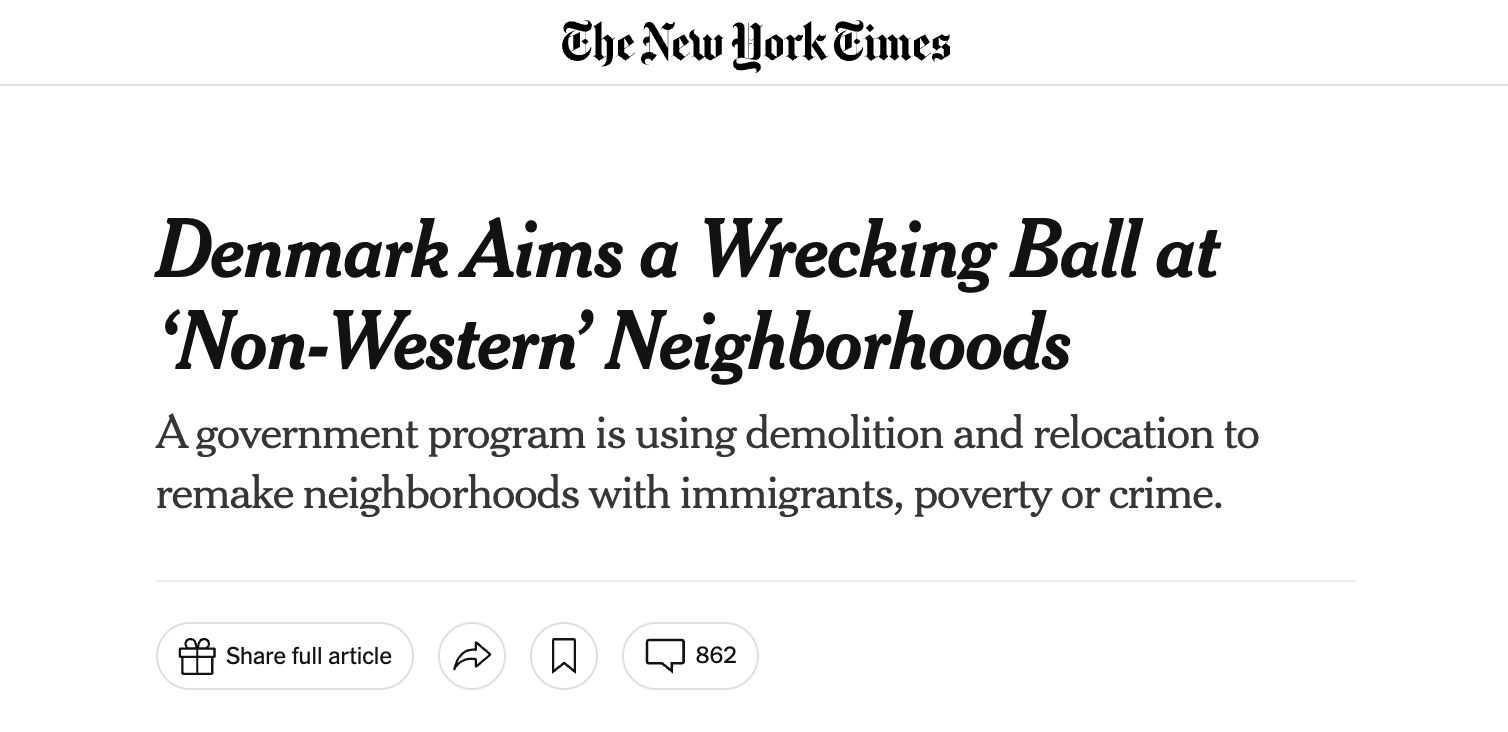 The New York Times
Denmark Aims a Wrecking Ball at
‘Non-Western’ Neighborhoods
A government program is using demolition and relocation to
remake neighborhoods with immigrants, poverty or crime.
Share full article
862